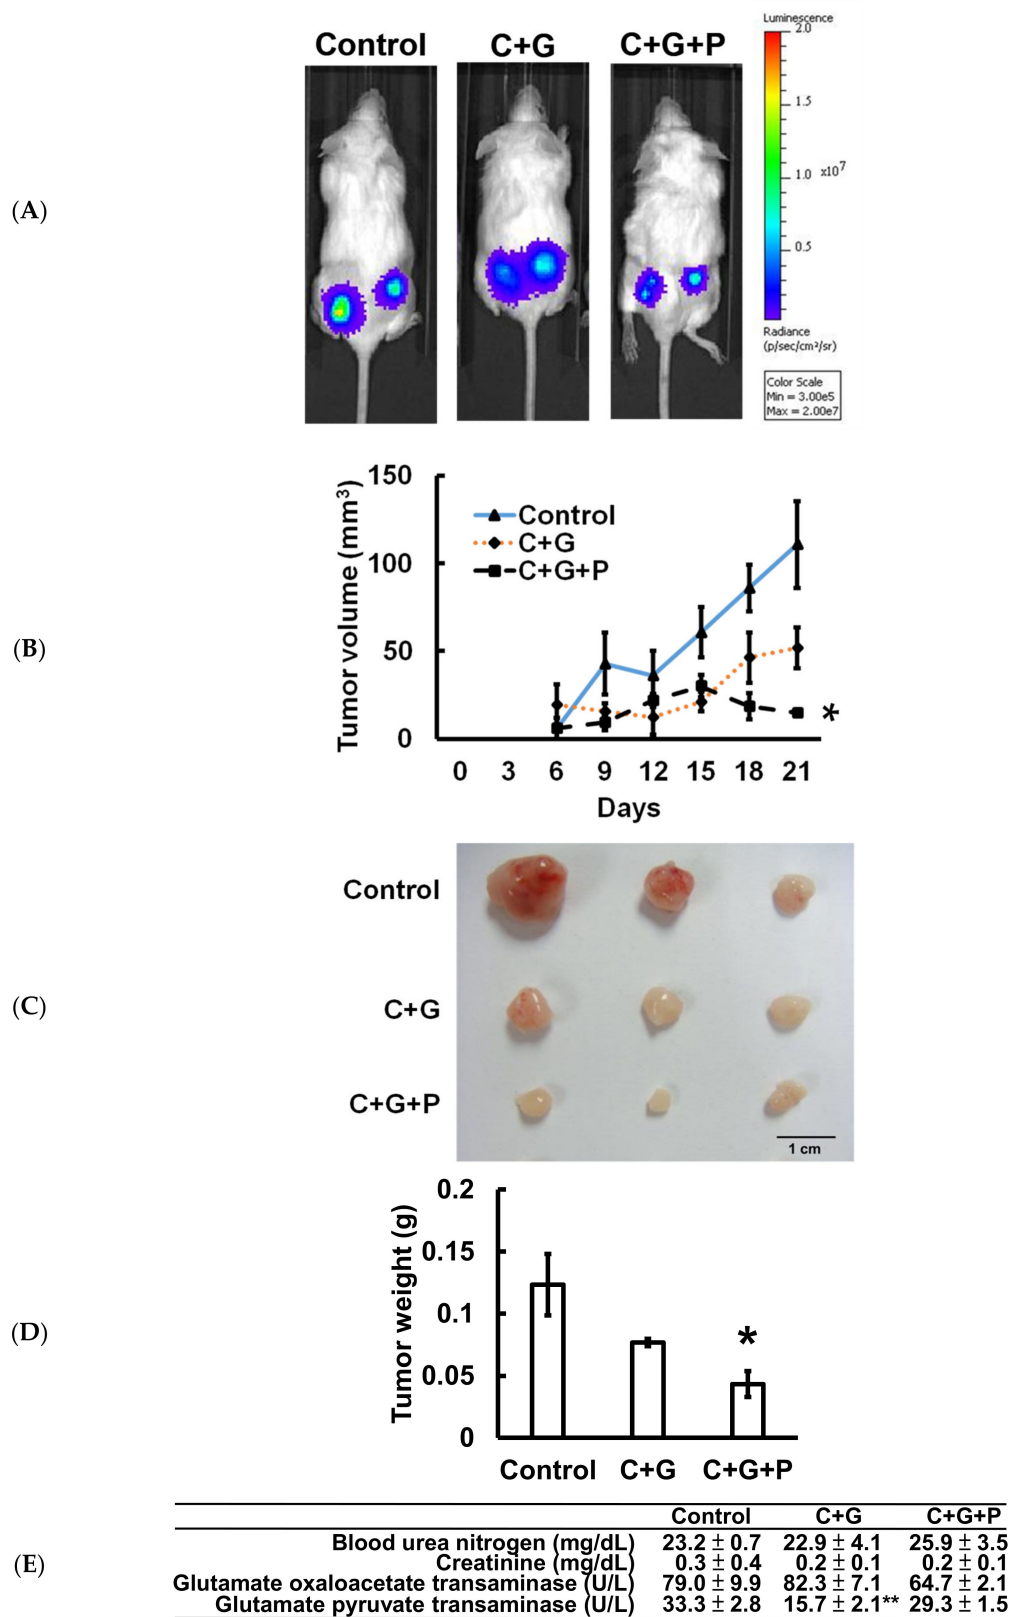 (A)
Control
C+G
C+G+P
Luminescence
2.0
1.5
1.0 x10⁷
0.5
Radiance
(p/sec/cm²/sr)
Color Scale
Min = 3.00e5
Max = 2.00e7
(B)
Tumor volume (mm³)
150
100
50
0
Control
C+G
C+G+P
*
0 3 6 9 12 15 18 21
Days
(C)
Control
C+G
C+G+P
1 cm
(D)
Tumor weight (g)
0.2
0.15
0.1
0.05
0
*
Control C+G C+G+P
(E)
Control C+G C+G+P
Blood urea nitrogen (mg/dL) 23.2 ± 0.7 22.9 ± 4.1 25.9 ± 3.5
Creatinine (mg/dL) 0.3 ± 0.4 0.2 ± 0.1 0.2 ± 0.1
Glutamate oxaloacetate transaminase (U/L) 79.0 ± 9.9 82.3 ± 7.1 64.7 ± 2.1
Glutamate pyruvate transaminase (U/L) 33.3 ± 2.8 15.7 ± 2.1** 29.3 ± 1.5